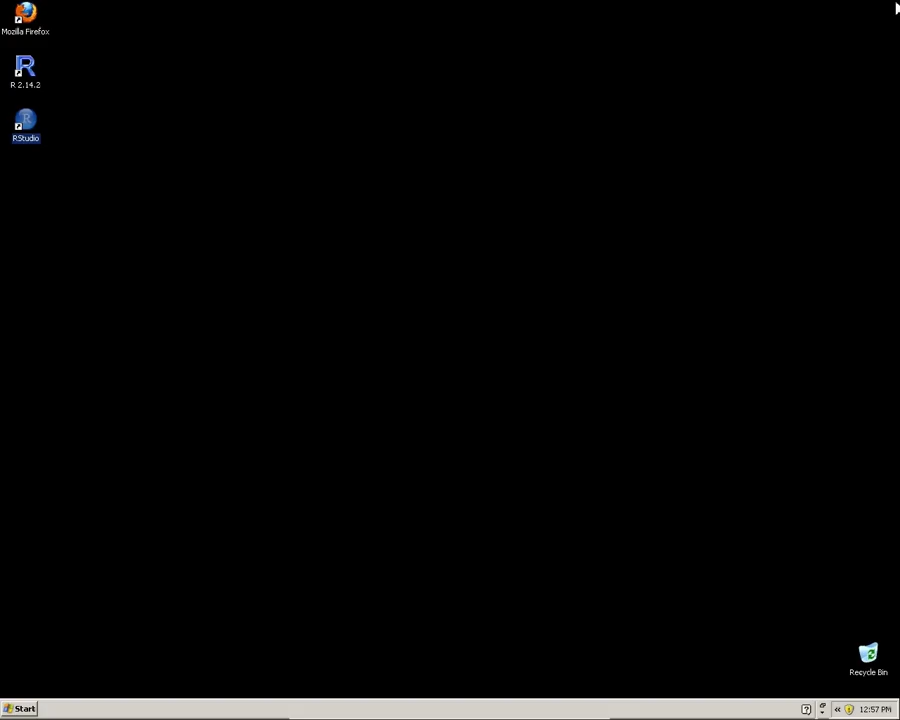 Mozilla Firefox
R 2.14.2
RStudio
Recycle Bin
Start
12:57 PM